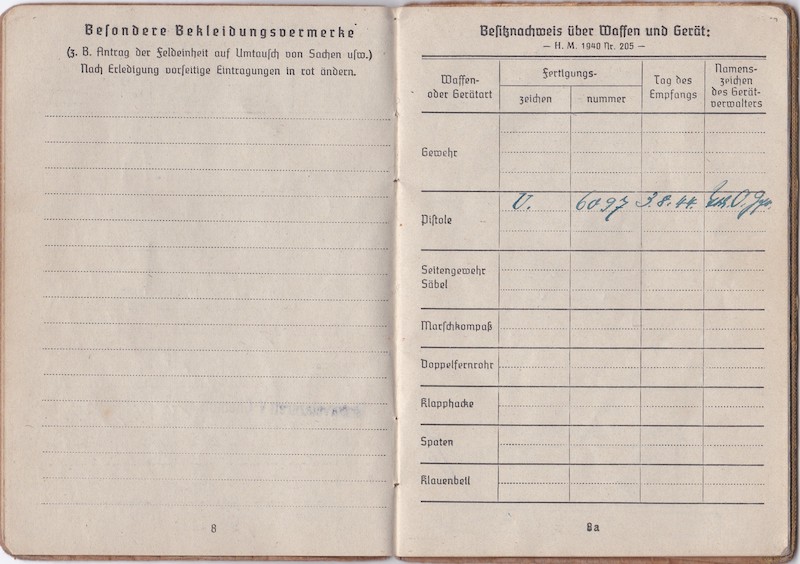 Besondere Bekleidungsvermerke
(z. B. Antrag der Feldeinheit auf Umtausch von Sachen usw.)
Nach Erledigung vorseitige Eintragungen in rot ändern.
8
Besitznachweis über Waffen und Gerät:
— H. M. 1940 Nr. 205 —
Waffen-
oder Gerätart
Fertigungs-
zeichen
nummer
Tag des
Empfangs
Namens-
zeichen
des Gerät-
verwalters
Gewehr
Pistole
V. 6097 3.8.44.
Seitengewehr
Säbel
Marschkompaß
Doppelfernrohr
Klapphacke
Spaten
Klauenbeil
8a